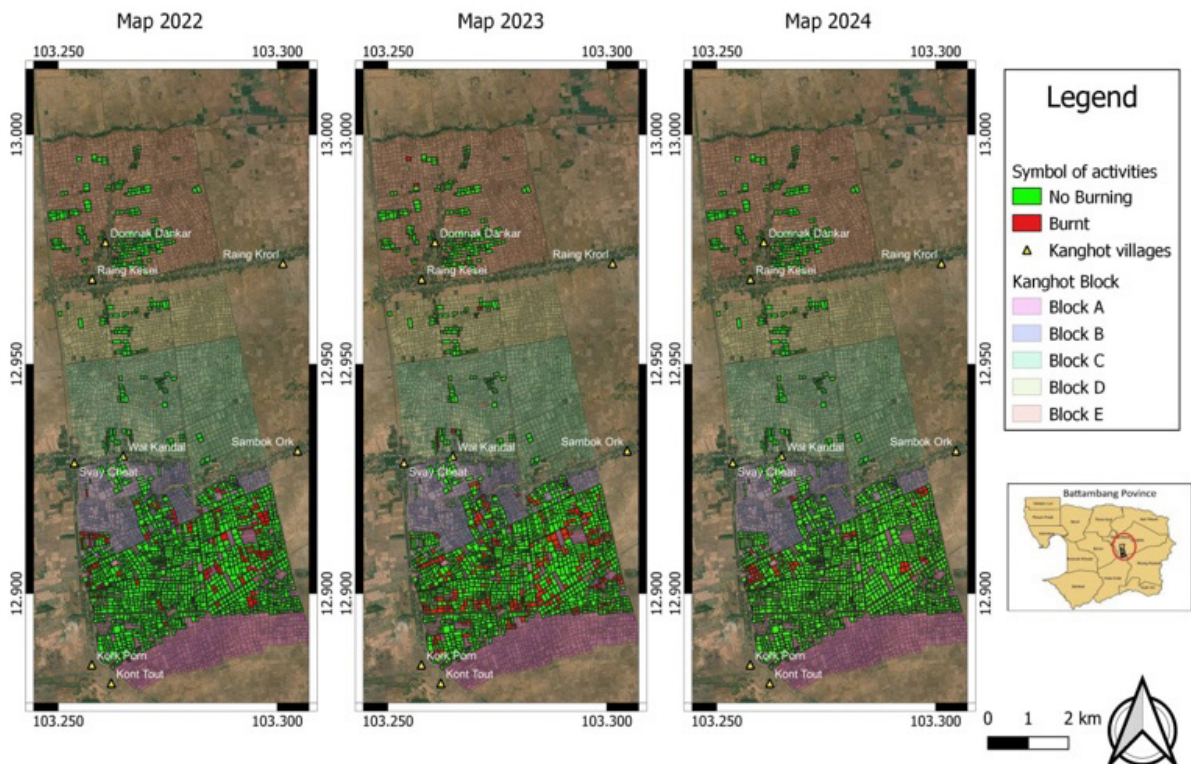 Map 2022
Map 2023
Map 2024
103.250 103.300
103.250 103.300
103.250 103.300
13.000
13.000
13.000
12.950
12.950
12.950
12.900
12.900
12.900
Domnak Dankar
Raing Krorl
Raing Kesei
Wat Kandal
Sambok Ork
Svay Cheat
Kork Porn
Kont Tout
Domnak Dankar
Raing Krorl
Raing Kesei
Wat Kandal
Sambok Ork
Svay Cheat
Kork Porn
Kont Tout
Domnak Dankar
Raing Krorl
Raing Kesei
Wat Kandal
Sambok Ork
Svay Cheat
Kork Porn
Kont Tout
103.250 103.300
103.250 103.300
103.250 103.300
Legend
Symbol of activities
No Burning
Burnt
Kanghot villages
Kanghot Block
Block A
Block B
Block C
Block D
Block E
Battambang Povince
0 1 2 km